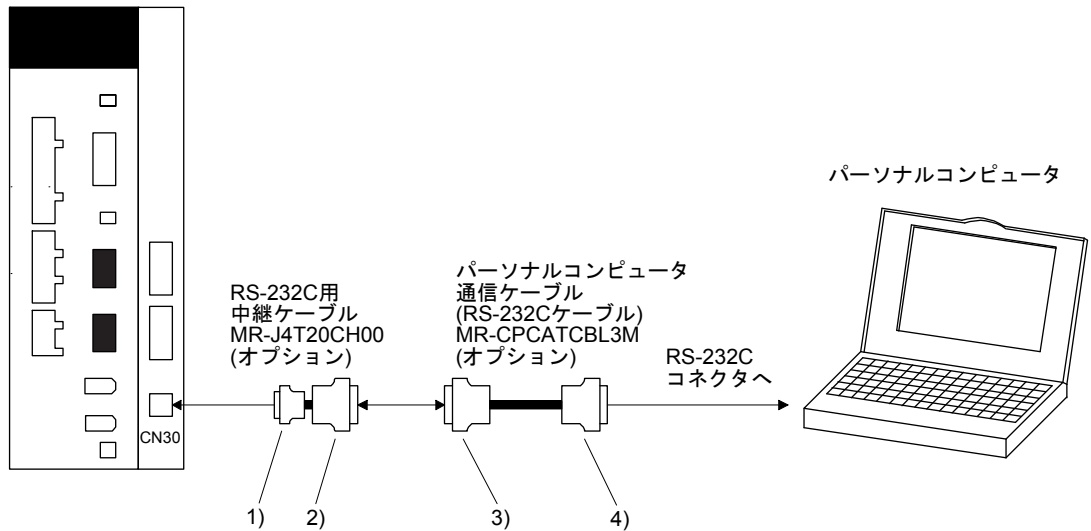 パーソナルコンピュータ
RS-232C用
中継ケーブル
MR-J4T20CH00
(オプション)
パーソナルコンピュータ
通信ケーブル
(RS-232Cケーブル)
MR-CPCATCBL3M
(オプション)
RS-232C
コネクタへ
CN30
1)
2)
3)
4)